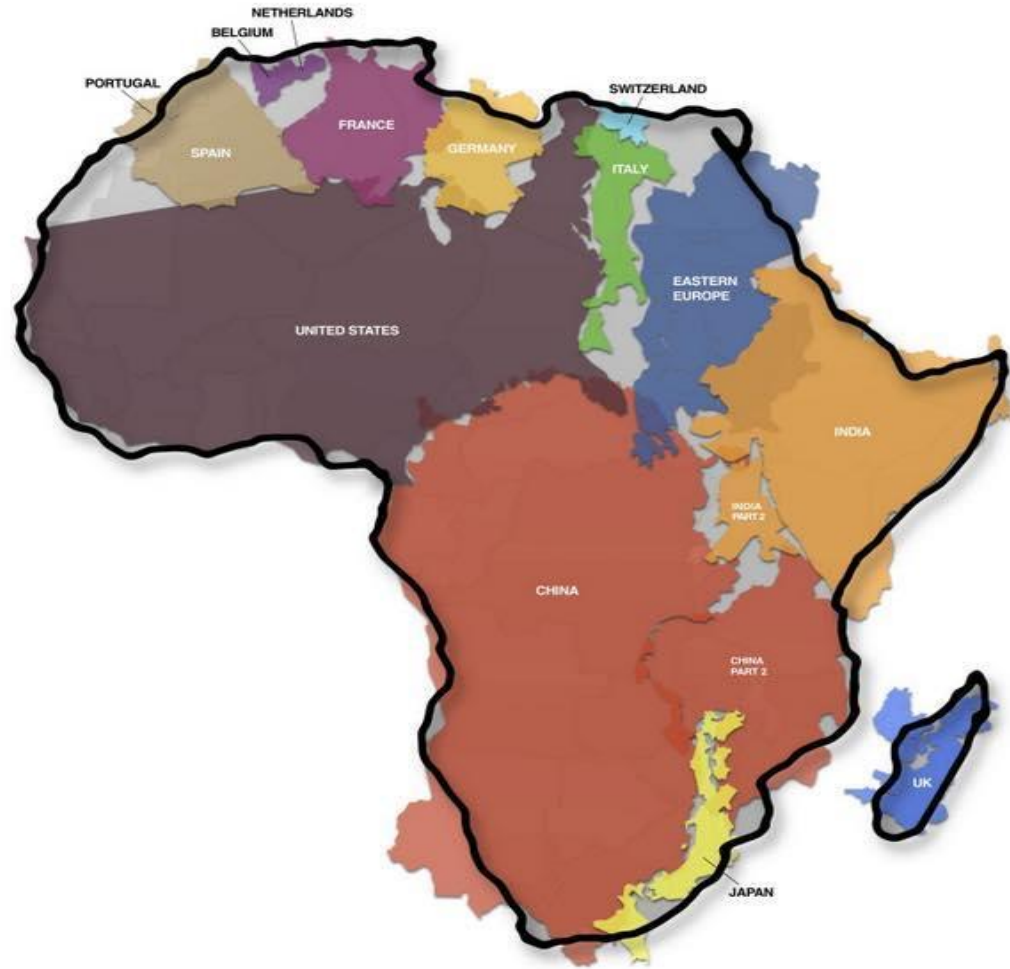 NETHERLANDS
BELGIUM
PORTUGAL
SWITZERLAND
FRANCE
SPAIN
GERMANY
ITALY
EASTERN
EUROPE
UNITED STATES
INDIA
INDIA
PART 2
CHINA
CHINA
PART 2
UK
JAPAN